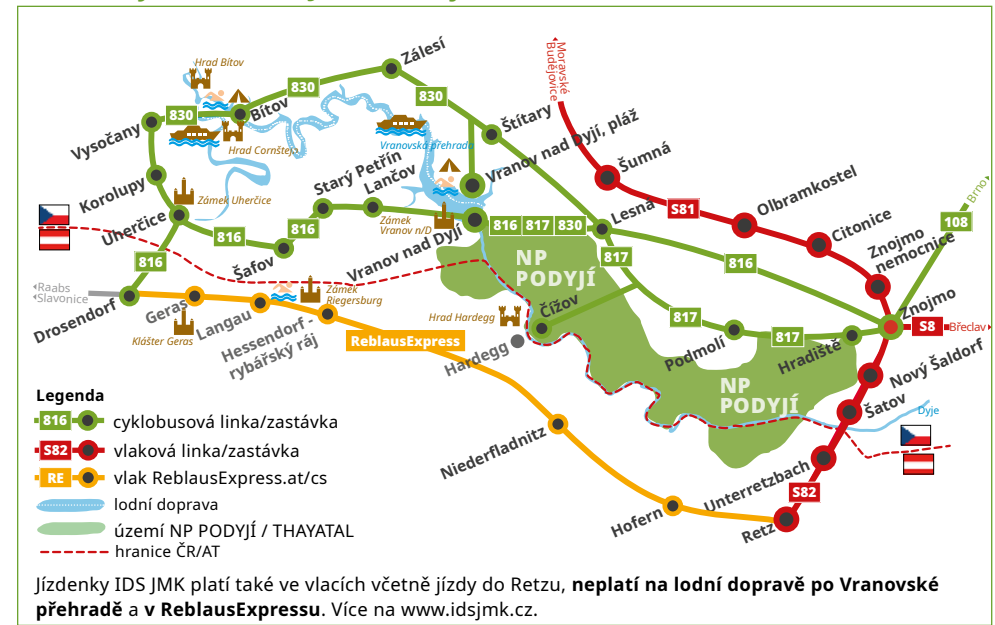 Moravské
Budějovice
Hrad Bítov
Zálesí
830
830
830
Bítov
Štítary
Vysočany
Hrad Cornštejn
Vranovská přehrada
Vranov nad Dyjí, pláž
Šumná
Starý Petřín
Lančov
Korolupy
Zámek Uherčice
S81
Olbramkostel
Brno
108
Uherčice
816
816
Zámek
Vranov n/D
816
817
830
Lesná
Citonice
Znojmo
nemocnice
Šafov
Vranov nad Dyjí
817
816
816
NP
PODYJÍ
Raabs
Slavonice
Zámek
Riegersburg
Čížov
Znojmo
Drosendorf
Geras
Langau
Hrad Hardegg
817
S8
Břeclav
Klášter Geras
Hessendorf -
rybářský ráj
ReblausExpress
Hardegg
Podmolí
817
Hradiště
Nový Šaldorf
NP
PODYJÍ
Šatov
Dyje
Niederfladnitz
Unterretzbach
S82
Hofern
Retz
Legenda
816 cyklobusová linka/zastávka
S82 vlaková linka/zastávka
RE vlak ReblausExpress.at/cs
lodní doprava
území NP PODYJÍ / THAYATAL
hranice ČR/AT
Jízdenky IDS JMK platí také ve vlacích včetně jízdy do Retzu, neplatí na lodní dopravě po Vranovské
přehradě a v ReblausExpressu. Více na www.idsjmk.cz.